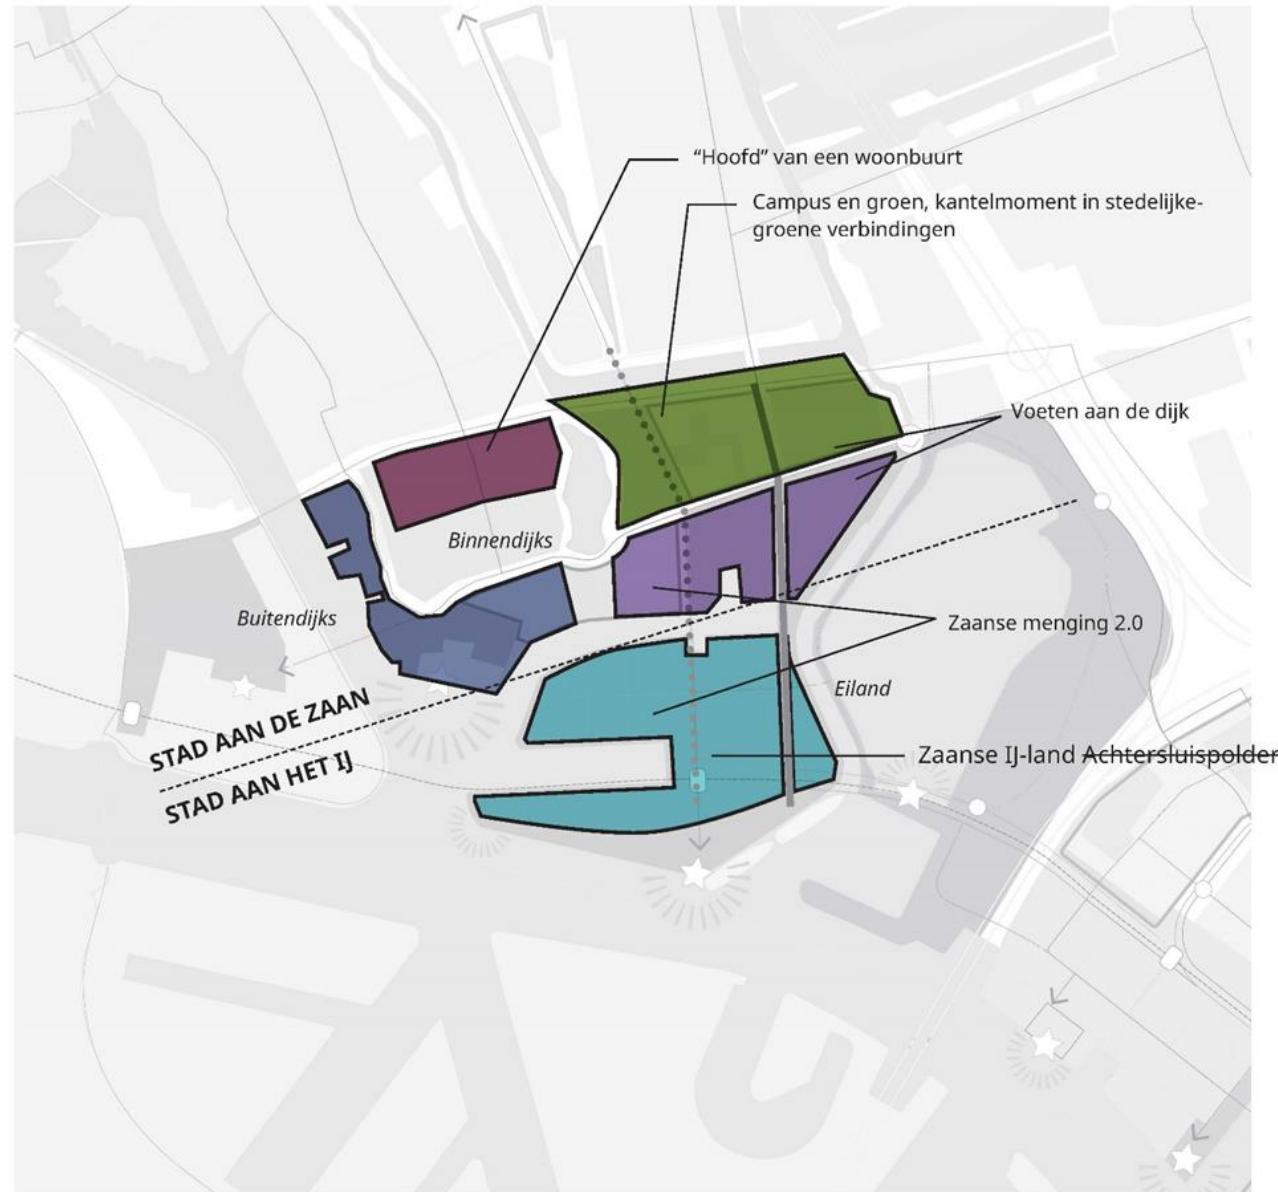 “Hoofd” van een woonbuurt
Campus en groen, kantelmoment in stedelijke-
groene verbindingen
Voeten aan de dijk
Binnendijks
Buitendijks
Zaanse menging 2.0
Eiland
STAD AAN DE ZAAN
STAD AAN HET IJ
Zaanse IJ-land Achtersluispolder